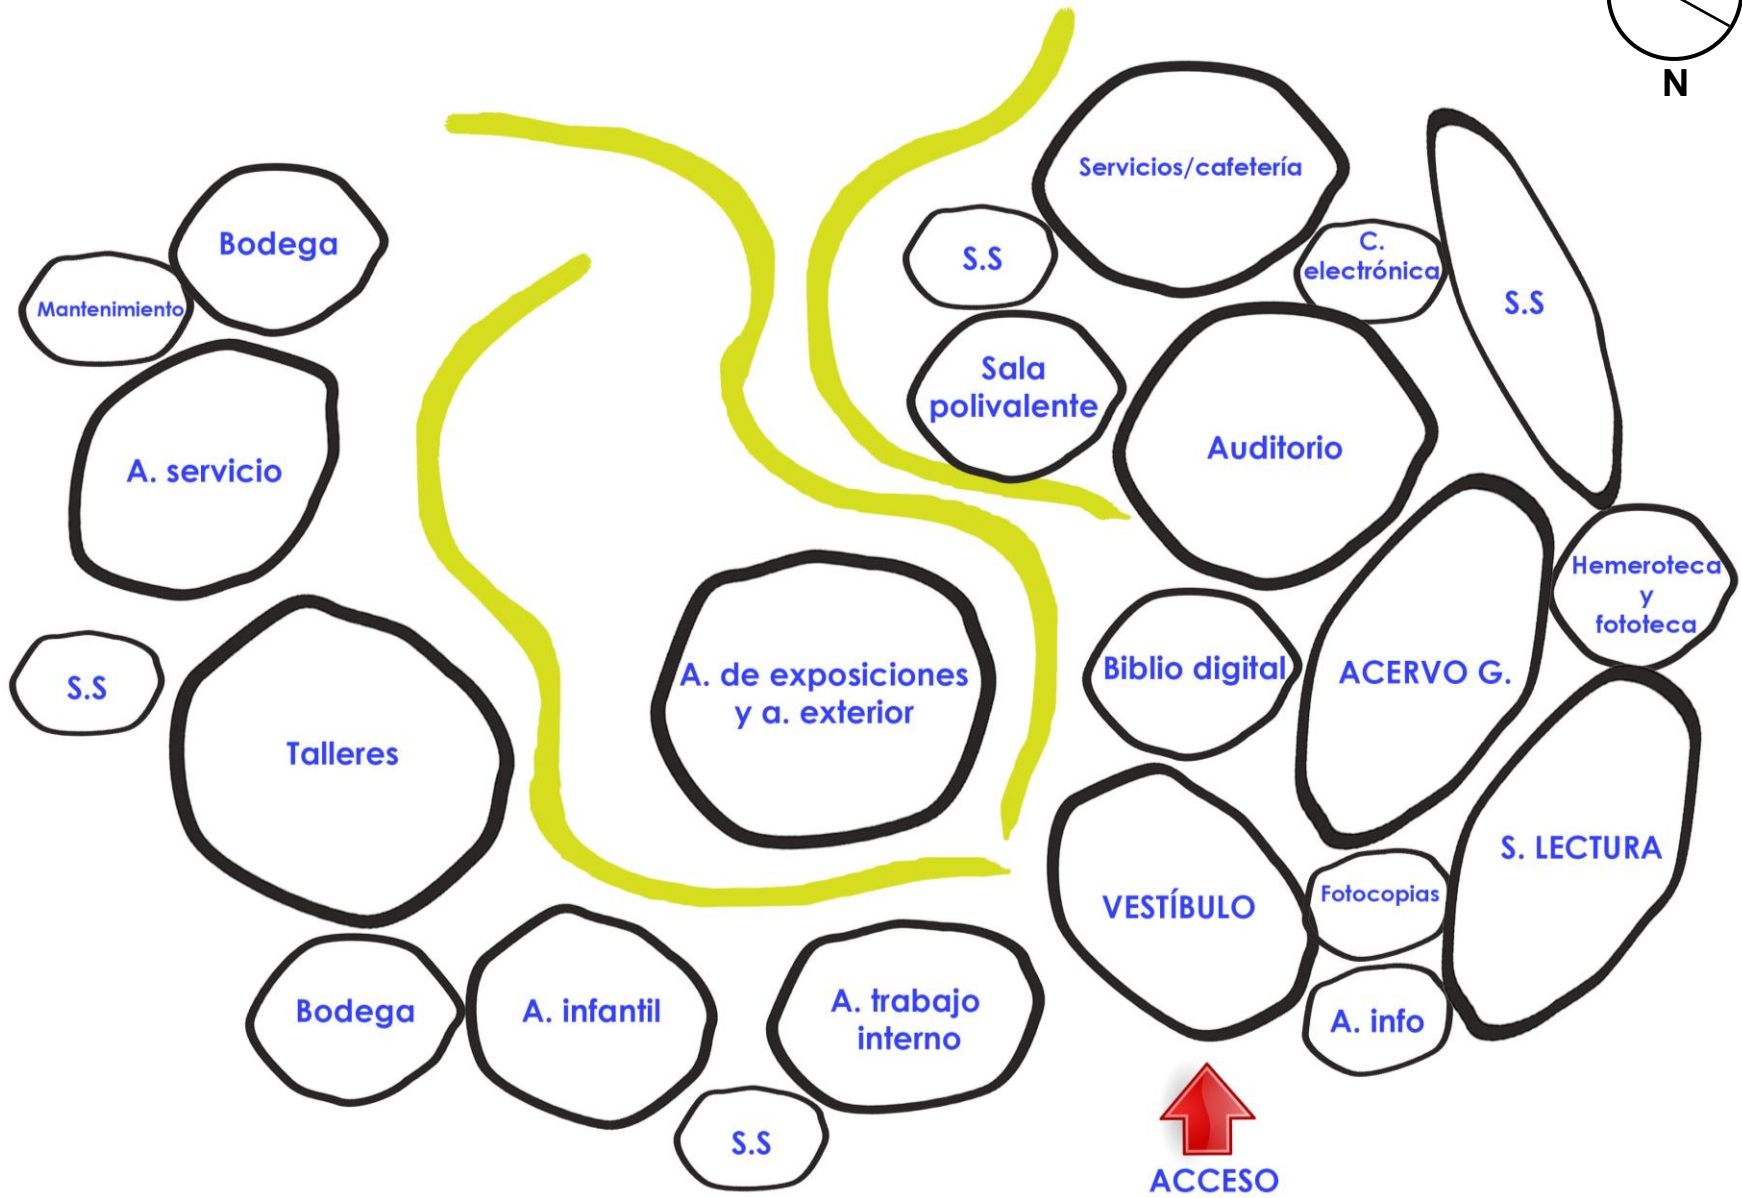 N
Servicios/cafetería
Bodega
C.
electrónica
S.S
Mantenimiento
S.S
Sala
polivalente
Auditorio
A. servicio
Hemeroteca
y
fototeca
A. de exposiciones
y a. exterior
Biblio digital
ACERVO G.
S.S
Talleres
S. LECTURA
VESTÍBULO
Fotocopias
Bodega
A. infantil
A. trabajo
interno
A. info
S.S
ACCESO